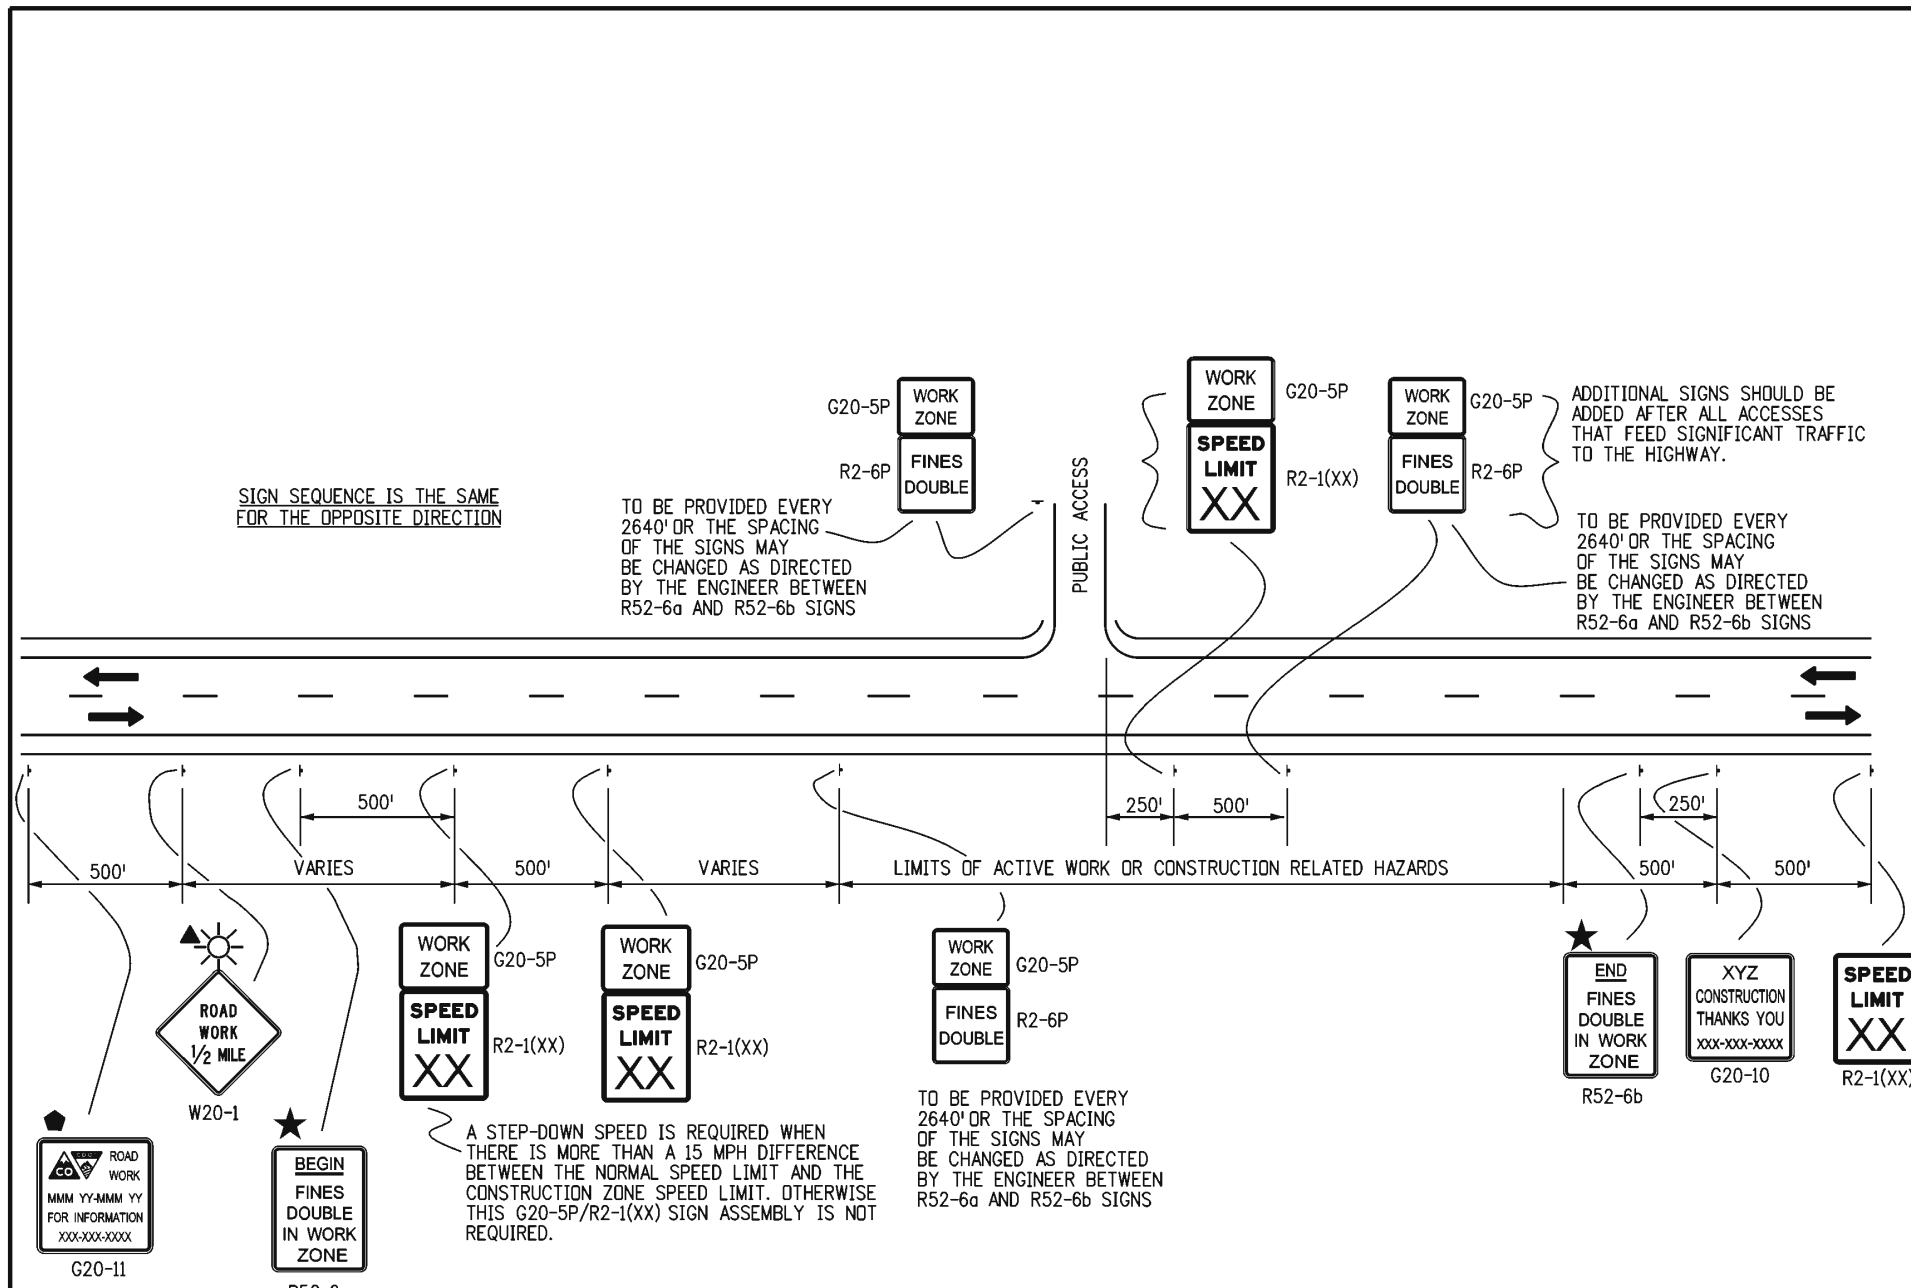 WORK
ZONE
G20-5P
FINES
DOUBLE
R2-6P
WORK
ZONE
G20-5P
SPEED
LIMIT
XX
R2-1(XX)
WORK
ZONE
G20-5P
FINES
DOUBLE
R2-6P
ADDITIONAL SIGNS SHOULD BE
ADDED AFTER ALL ACCESSES
THAT FEED SIGNIFICANT TRAFFIC
TO THE HIGHWAY.
SIGN SEQUENCE IS THE SAME
FOR THE OPPOSITE DIRECTION
TO BE PROVIDED EVERY
2640' OR THE SPACING
OF THE SIGNS MAY
BE CHANGED AS DIRECTED
BY THE ENGINEER BETWEEN
R52-6a AND R52-6b SIGNS
PUBLIC ACCESS
TO BE PROVIDED EVERY
2640' OR THE SPACING
OF THE SIGNS MAY
BE CHANGED AS DIRECTED
BY THE ENGINEER BETWEEN
R52-6a AND R52-6b SIGNS
500'
250'
500'
250'
500'
VARIES
500'
VARIES
LIMITS OF ACTIVE WORK OR CONSTRUCTION RELATED HAZARDS
500'
500'
ROAD
WORK
1/2 MILE
W20-1
WORK
ZONE
G20-5P
SPEED
LIMIT
XX
R2-1(XX)
WORK
ZONE
G20-5P
SPEED
LIMIT
XX
R2-1(XX)
WORK
ZONE
G20-5P
FINES
DOUBLE
R2-6P
END
FINES
DOUBLE
IN WORK
ZONE
R52-6b
XYZ
CONSTRUCTION
THANKS YOU
XXX-XXX-XXXX
G20-10
SPEED
LIMIT
XX
R2-1(XX)
CO
ROAD
WORK
MMM YY-MMM YY
FOR INFORMATION
XXX-XXX-XXXX
G20-11
BEGIN
FINES
DOUBLE
IN WORK
ZONE
A STEP-DOWN SPEED IS REQUIRED WHEN
THERE IS MORE THAN A 15 MPH DIFFERENCE
BETWEEN THE NORMAL SPEED LIMIT AND THE
CONSTRUCTION ZONE SPEED LIMIT. OTHERWISE
THIS G20-5P/R2-1(XX) SIGN ASSEMBLY IS NOT
REQUIRED.
TO BE PROVIDED EVERY
2640' OR THE SPACING
OF THE SIGNS MAY
BE CHANGED AS DIRECTED
BY THE ENGINEER BETWEEN
R52-6a AND R52-6b SIGNS